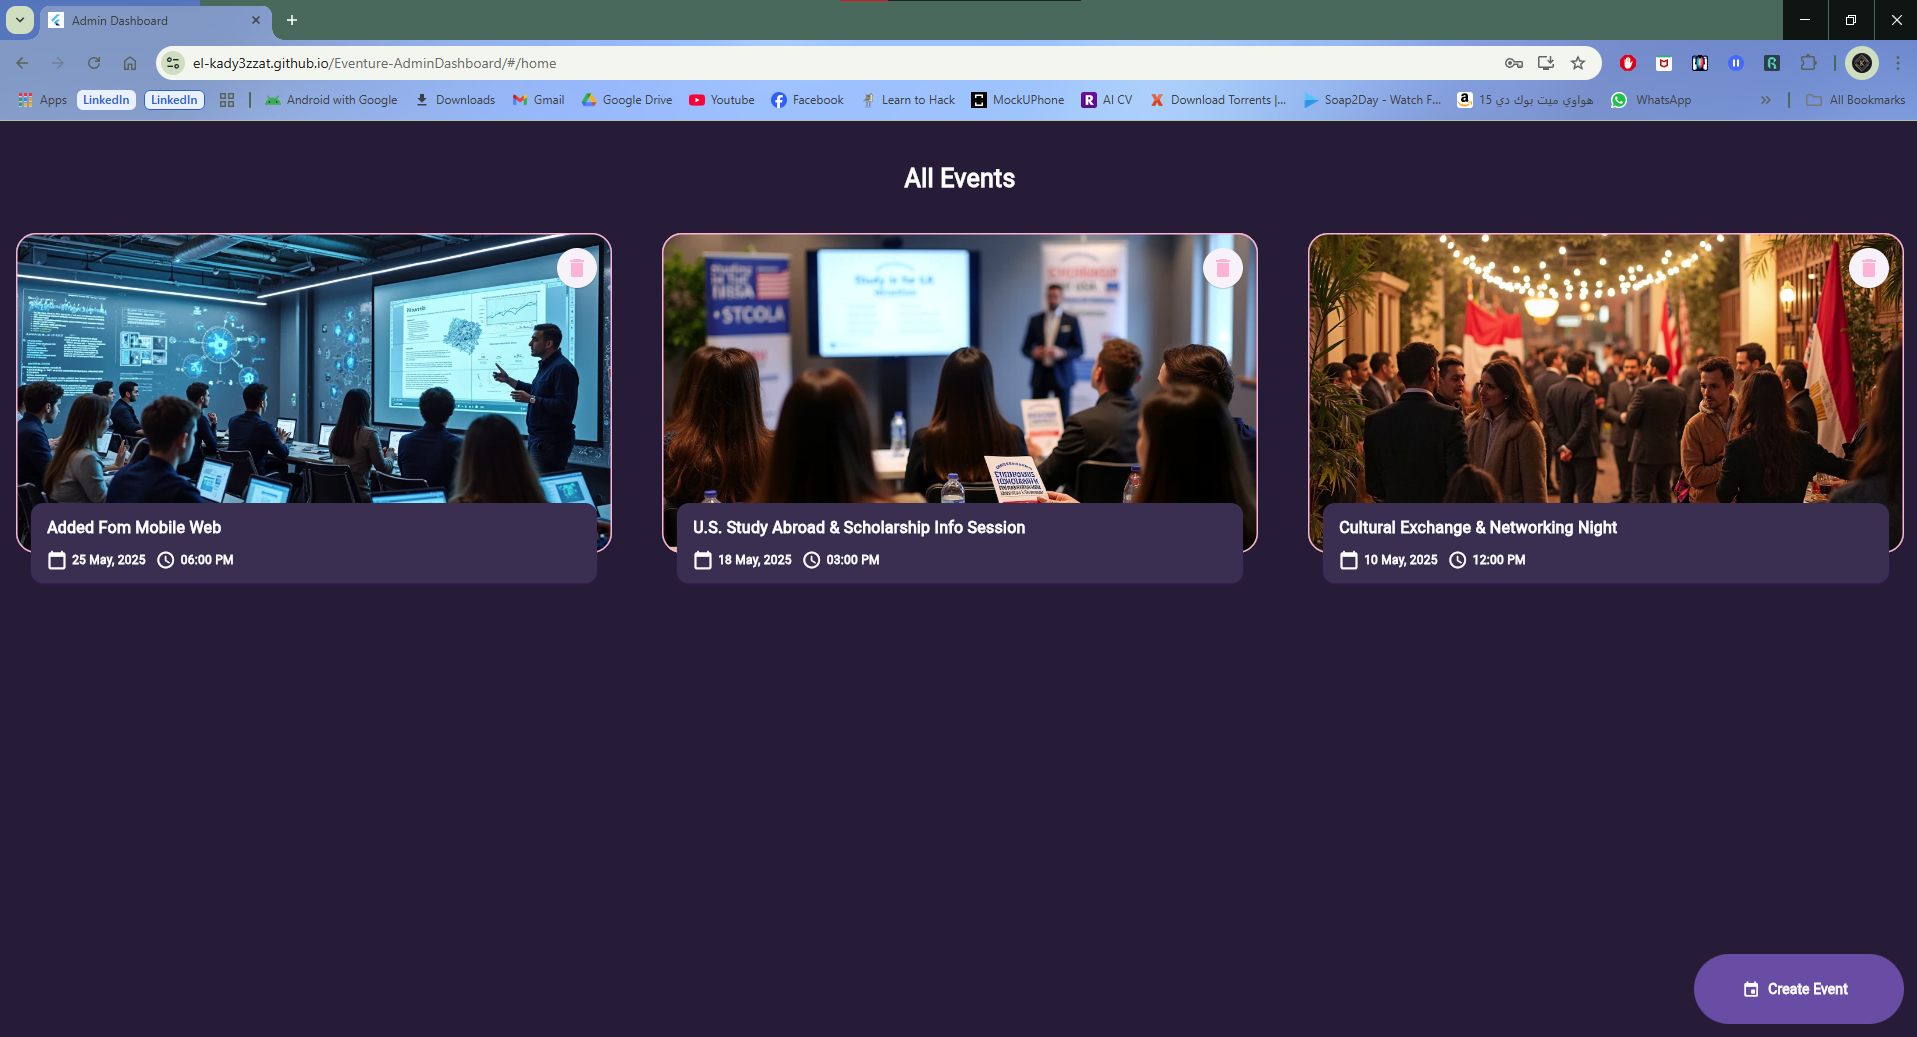 Admin Dashboard
el-kady3zzat.github.io/Eventure-AdminDashboard/#/home
Apps
LinkedIn
LinkedIn
Android with Google
Downloads
Gmail
Google Drive
Youtube
Facebook
Learn to Hack
MockUPhone
AI CV
Download Torrents |...
Soap2Day - Watch F...
هواوي ميت بوك دي 15
WhatsApp
All Bookmarks
All Events
Added Fom Mobile Web
25 May, 2025
06:00 PM
U.S. Study Abroad & Scholarship Info Session
18 May, 2025
03:00 PM
Cultural Exchange & Networking Night
10 May, 2025
12:00 PM
Create Event